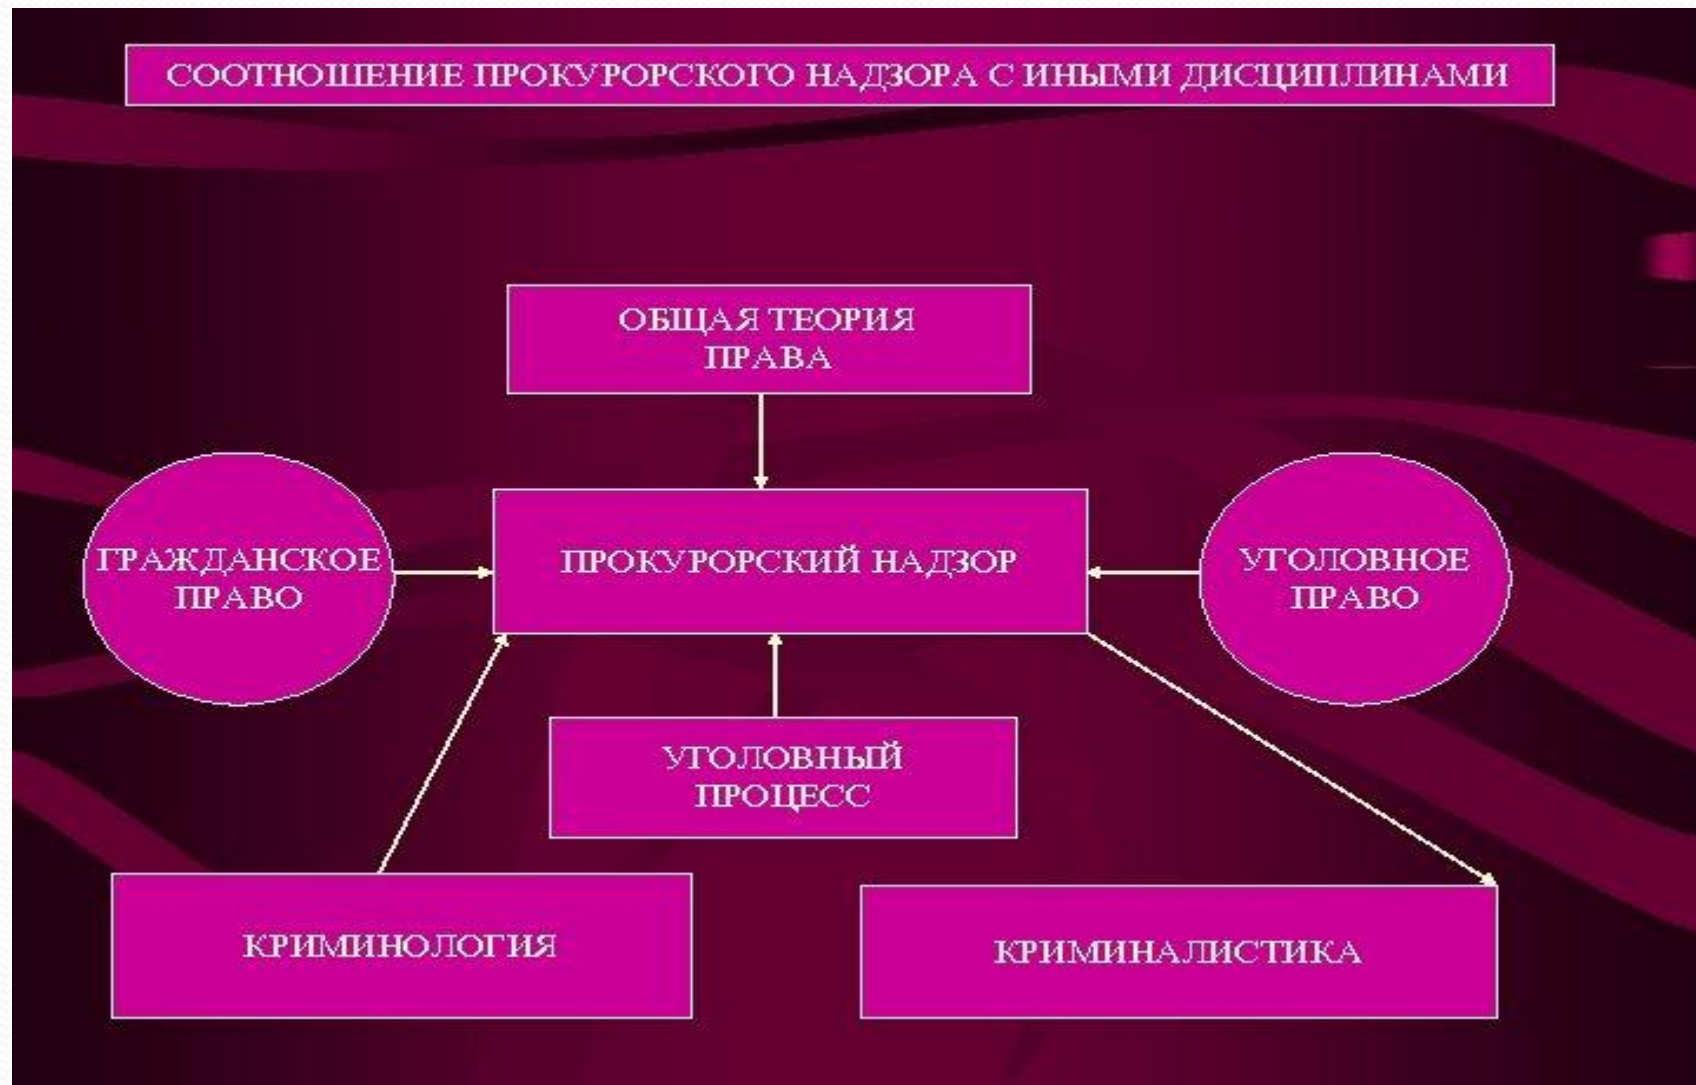 СООТНОШЕНИЕ ПРОКУРОРСКОГО НАДЗОРА С ИНЫМИ ДИСЦИПЛИНАМИ
ОБЩАЯ ТЕОРИЯ
ПРАВА
ГРАЖДАНСКОЕ
ПРАВО
ПРОКУРОРСКИЙ НАДЗОР
УГОЛОВНОЕ
ПРАВО
УГОЛОВНЫЙ
ПРОЦЕСС
КРИМИНОЛОГИЯ
КРИМИНАЛИСТИКА